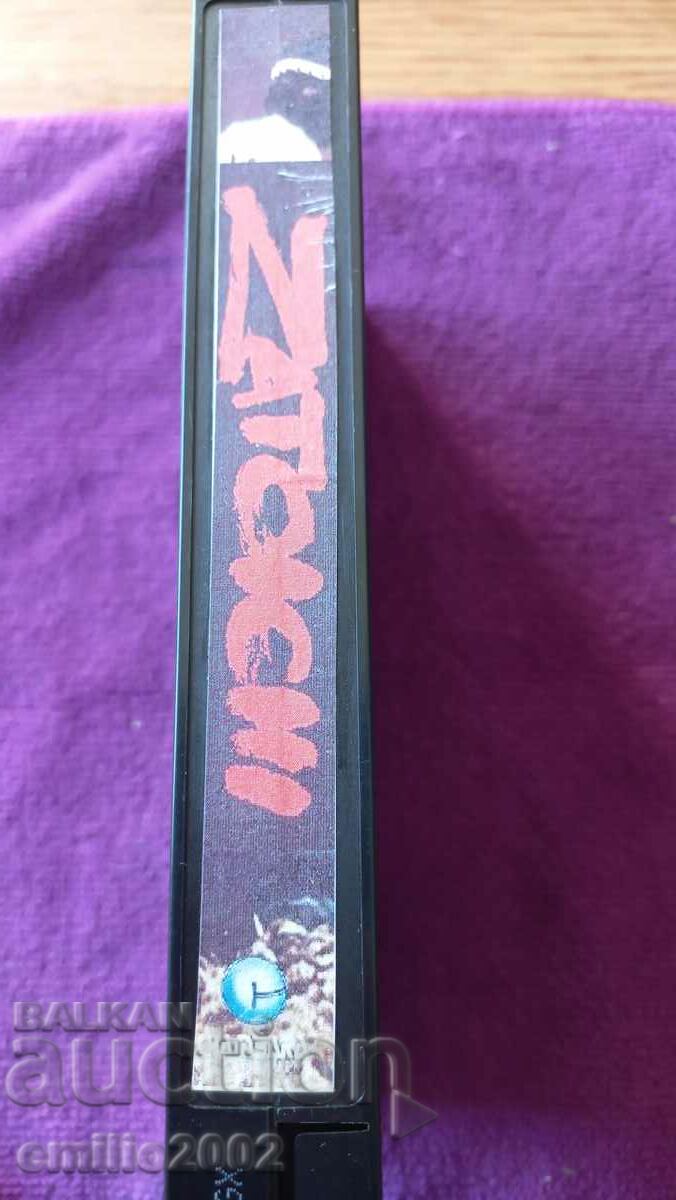 ZATOICHI
BALKAN
auction
emilio2002